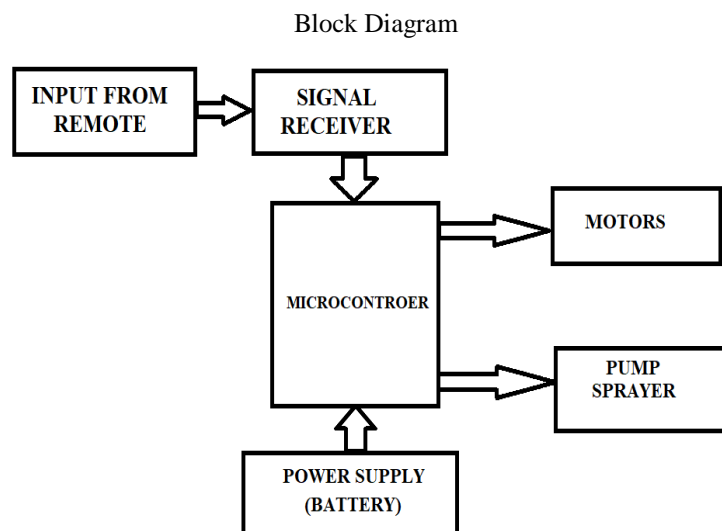 Block Diagram
INPUT FROM
REMOTE
SIGNAL
RECEIVER
MOTORS
MICROCONTROER
PUMP
SPRAYER
POWER SUPPLY
(BATTERY)